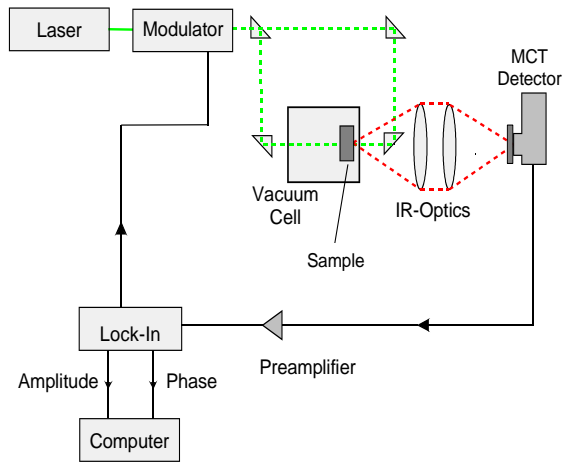 Laser
Modulator
MCT
Detector
Vacuum
Cell
IR-Optics
Sample
Lock-In
Preamplifier
Amplitude
Phase
Computer